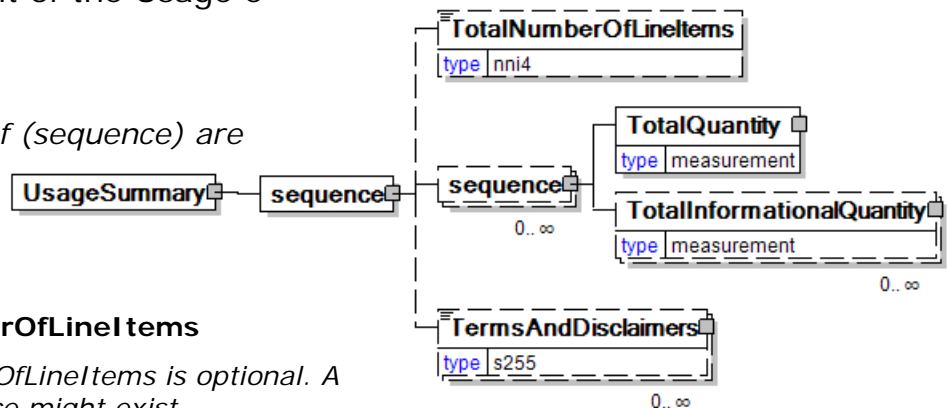 nt of the Usage
TotalNumberOfLineItems
type nni4
f (sequence) are
TotalQuantity
type measurement
UsageSummary
sequence
sequence
0.. ∞
TotalInformationalQuantity
type measurement
0.. ∞
rOfLineItems
TermsAndDisclaimers
type s255
0.. ∞
OfLineItems is optional. A
might exist